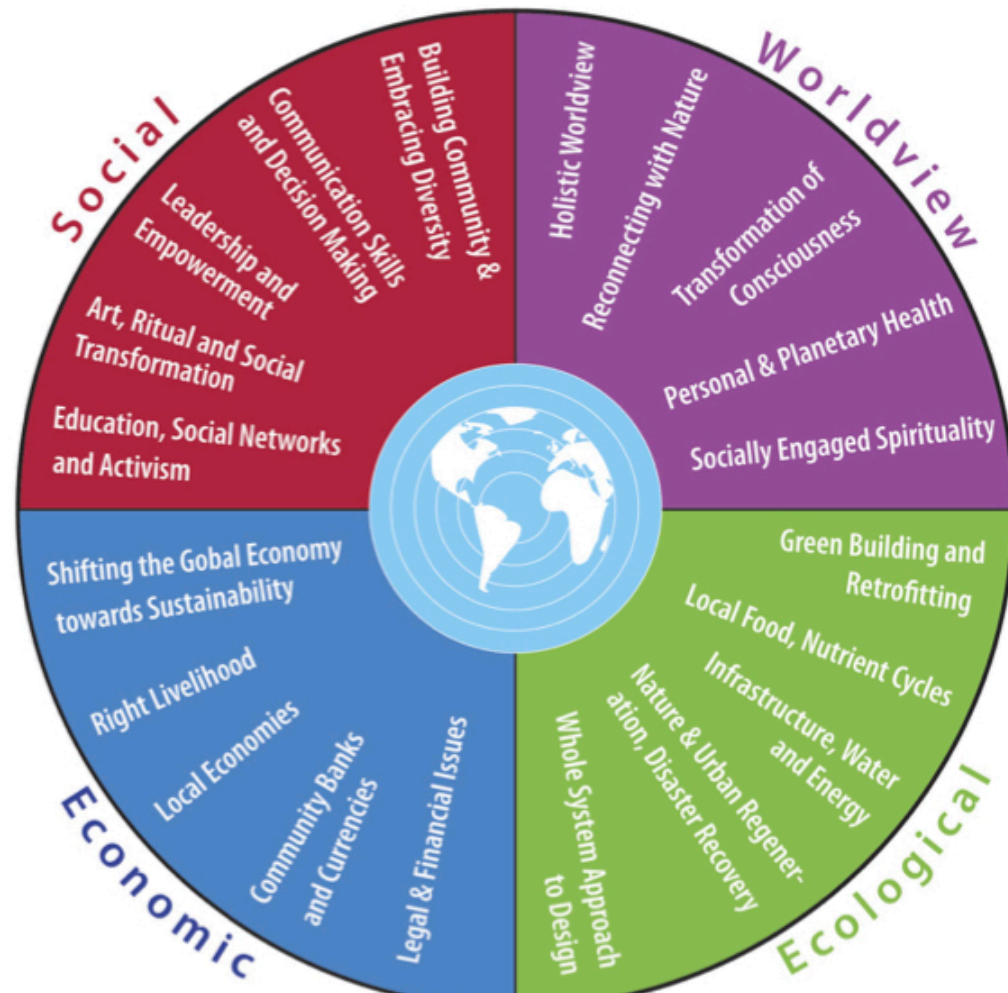 Social
Building Community &
Embracing Diversity
Communication Skills
and Decision Making
Leadership and
Empowerment
Art, Ritual and Social
Transformation
Education, Social Networks
and Activism
Worldview
Holistic Worldview
Reconnecting with Nature
Transformation of
Consciousness
Personal & Planetary Health
Socially Engaged Spirituality
Economic
Shifting the Gobal Economy
towards Sustainability
Right Livelihood
Local Economies
Community Banks
and Currencies
Legal & Financial Issues
Ecological
Green Building and
Retrofitting
Local Food, Nutrient Cycles
Infrastructure, Water
and Energy
Nature & Urban Regener-
ation, Disaster Recovery
Whole System Approach
to Design